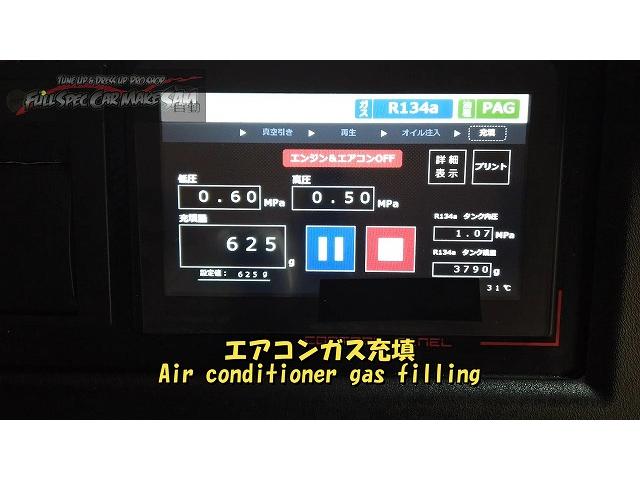 TUNE UP & DRESS UP PRO SHOP
FULLSPEC CAR MAKE SAM
自動
ガス R134a 油種 PAG
▶ 真空引き ▶ 再生 ▶ オイル注入 ▶ 充填
エンジン&エアコンOFF
詳細表示 プリント
低圧 高圧
0.60 MPa 0.50 MPa
充填量
625 g
設定値: 625g
R134a タンク内圧
1.07 MPa
R134a タンク残量
3790 g
31℃
エアコンガス充填
Air conditioner gas filling